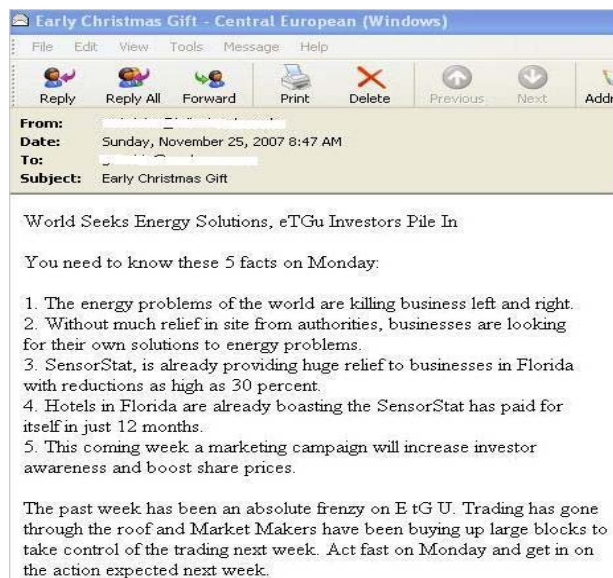 Early Christmas Gift - Central European (Windows)
File Edit View Tools Message Help
Reply Reply All Forward Print Delete Previous Next Addr
From:
Date: Sunday, November 25, 2007 8:47 AM
To:
Subject: Early Christmas Gift
World Seeks Energy Solutions, eTGu Investors Pile In
You need to know these 5 facts on Monday:
1. The energy problems of the world are killing business left and right.
2. Without much relief in site from authorities, businesses are looking
for their own solutions to energy problems.
3. SensorStat, is already providing huge relief to businesses in Florida
with reductions as high as 30 percent.
4. Hotels in Florida are already boasting the SensorStat has paid for
itself in just 12 months.
5. This coming week a marketing campaign will increase investor
awareness and boost share prices.
The past week has been an absolute frenzy on E tG U. Trading has gone
through the roof and Market Makers have been buying up large blocks to
take control of the trading next week. Act fast on Monday and get in on
the action expected next week.